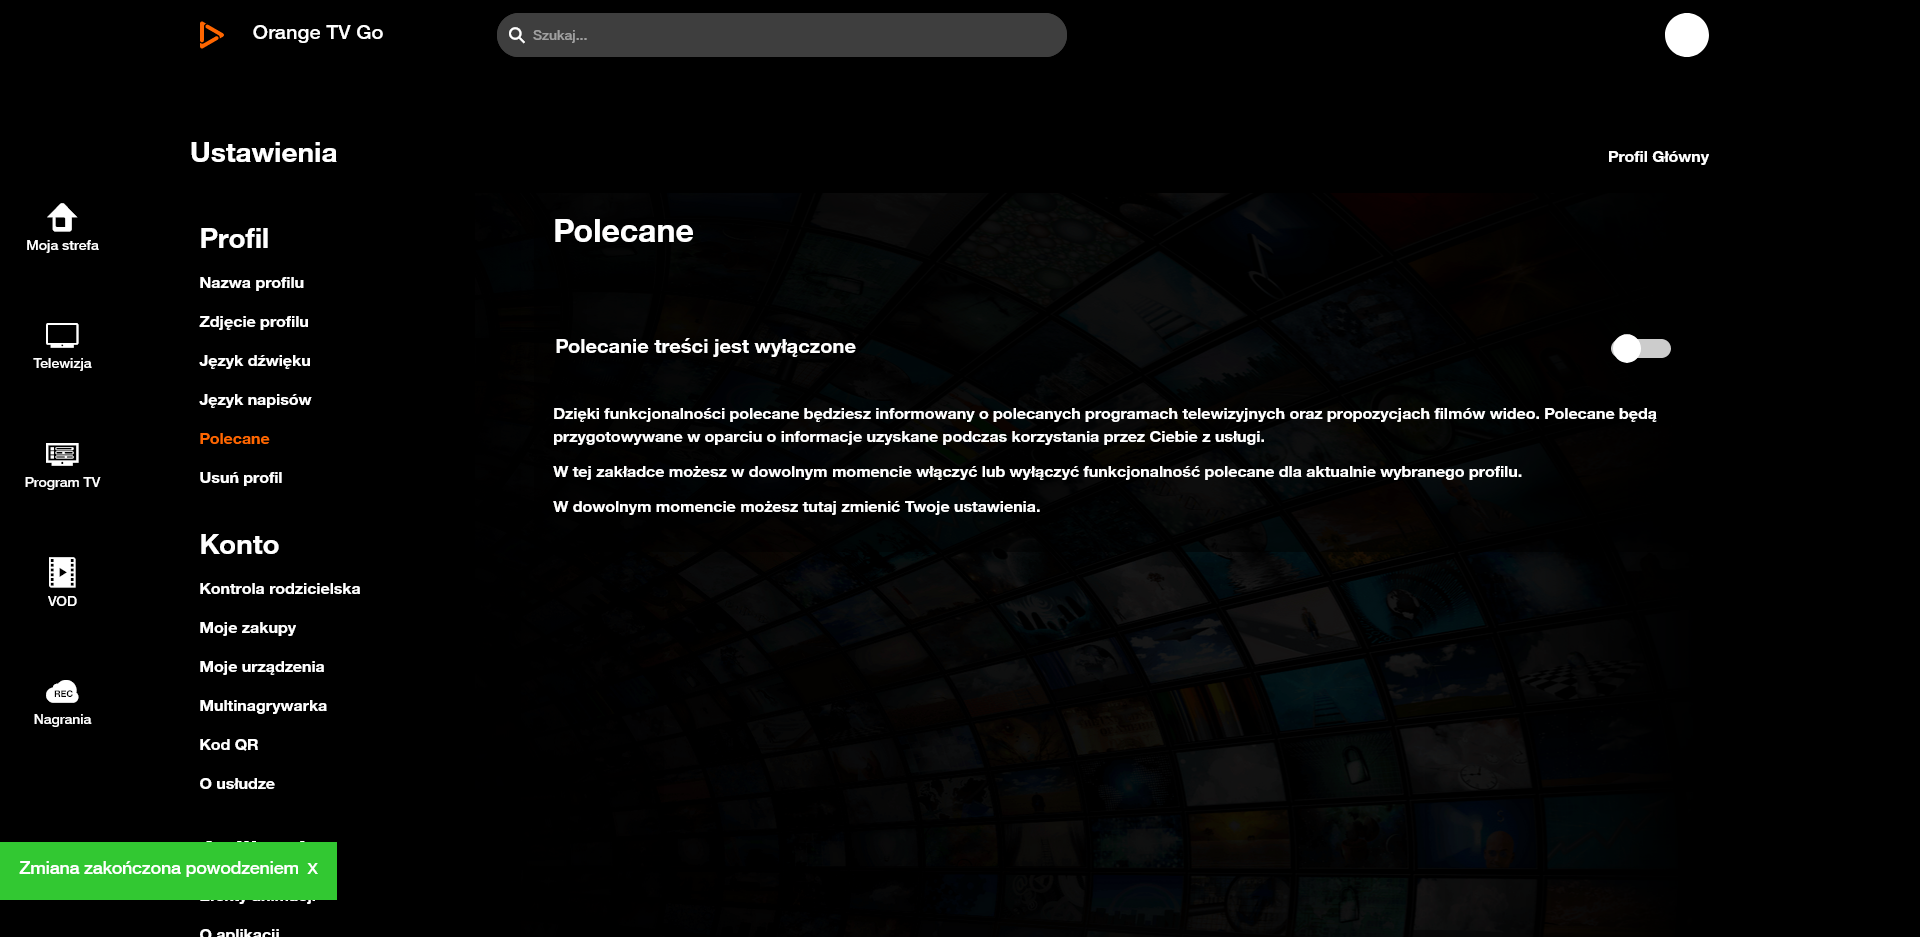 Orange TV Go
Szukaj...
Ustawienia
Profil Główny
Moja strefa
Telewizja
Program TV
VOD
REC
Nagrania
Profil
Nazwa profilu
Zdjęcie profilu
Język dźwięku
Język napisów
Polecane
Usuń profil
Konto
Kontrola rodzicielska
Moje zakupy
Moje urządzenia
Multinagrywarka
Kod QR
O usłudze
O aplikacji
Polecane
Polecanie treści jest wyłączone
Dzięki funkcjonalności polecane będziesz informowany o polecanych programach telewizyjnych oraz propozycjach filmów wideo. Polecane będą
przygotowywane w oparciu o informacje uzyskane podczas korzystania przez Ciebie z usługi.
W tej zakładce możesz w dowolnym momencie włączyć lub wyłączyć funkcjonalność polecane dla aktualnie wybranego profilu.
W dowolnym momencie możesz tutaj zmienić Twoje ustawienia.
Zmiana zakończona powodzeniem X